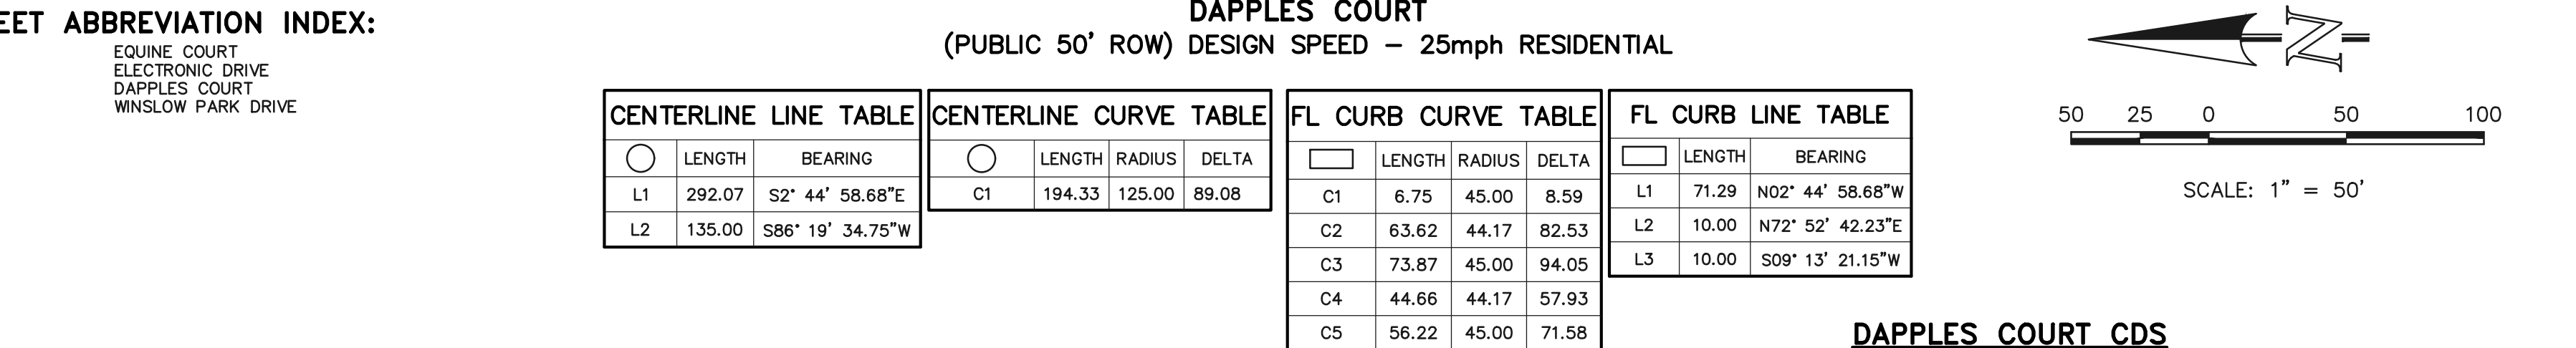 EET ABBREVIATION INDEX:
EQUINE COURT
ELECTRONIC DRIVE
DAPPLES COURT
WINSLOW PARK DRIVE
DAPPLES COURT
(PUBLIC 50' ROW) DESIGN SPEED – 25mph RESIDENTIAL
CENTERLINE LINE TABLE
LENGTH BEARING
L1 292.07 S2° 44' 58.68"E
L2 135.00 S86° 19' 34.75"W
CENTERLINE CURVE TABLE
LENGTH RADIUS DELTA
C1 194.33 125.00 89.08
FL CURB CURVE TABLE
LENGTH RADIUS DELTA
C1 6.75 45.00 8.59
C2 63.62 44.17 82.53
C3 73.87 45.00 94.05
C4 44.66 44.17 57.93
C5 56.22 45.00 71.58
FL CURB LINE TABLE
LENGTH BEARING
L1 71.29 N02° 44' 58.68"W
L2 10.00 N72° 52' 42.23"E
L3 10.00 S09° 13' 21.15"W
N
50 25 0 50 100
SCALE: 1" = 50'
DAPPLES COURT CDS